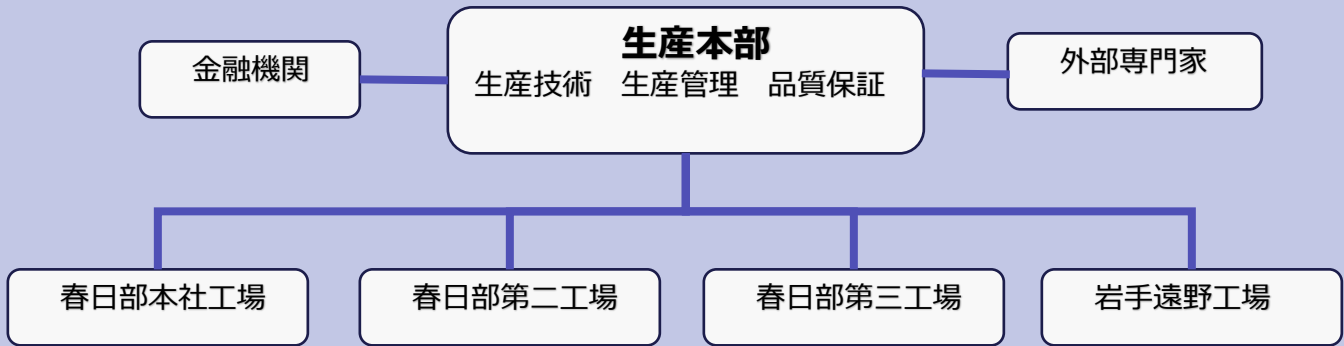 生産本部
金融機関
生産技術　生産管理　品質保証
外部専門家
春日部本社工場
春日部第二工場
春日部第三工場
岩手遠野工場